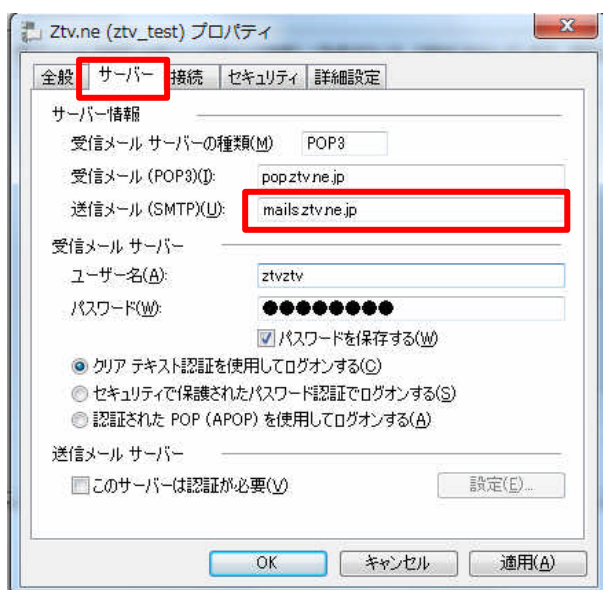 Ztv.ne (ztv_test) プロパティ
全般 サーバー 接続 セキュリティ 詳細設定
サーバー情報
受信メール サーバーの種類(M) POP3
受信メール (POP3)(I): pop.ztv.ne.jp
送信メール (SMTP)(U): mails.ztv.ne.jp
受信メール サーバー
ユーザー名(A): ztvztv
パスワード(W): ●●●●●●●●
パスワードを保存する(W)
クリア テキスト認証を使用してログオンする(C)
セキュリティで保護されたパスワード認証でログオンする(S)
認証された POP (APOP) を使用してログオンする(A)
送信メール サーバー
このサーバーは認証が必要(V) 設定(E)...
OK キャンセル 適用(A)